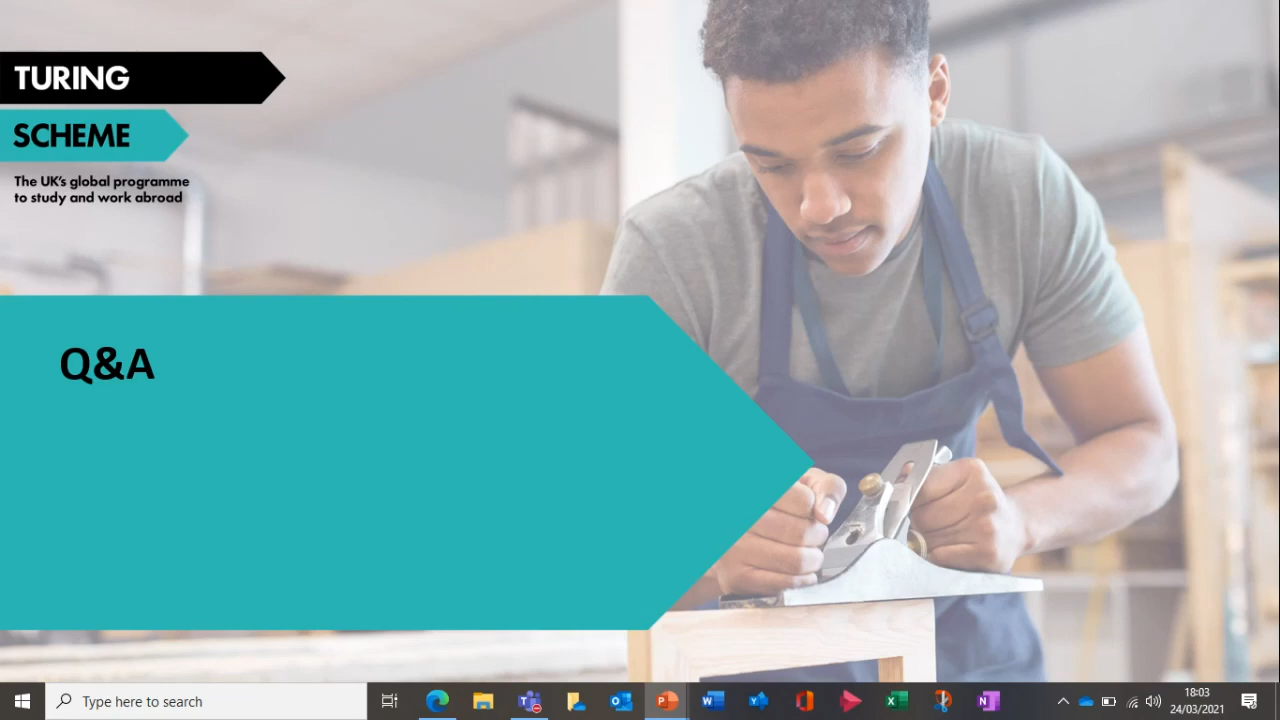 TURING
SCHEME
The UK's global programme
to study and work abroad
Q&A
Type here to search
18:03
24/03/2021